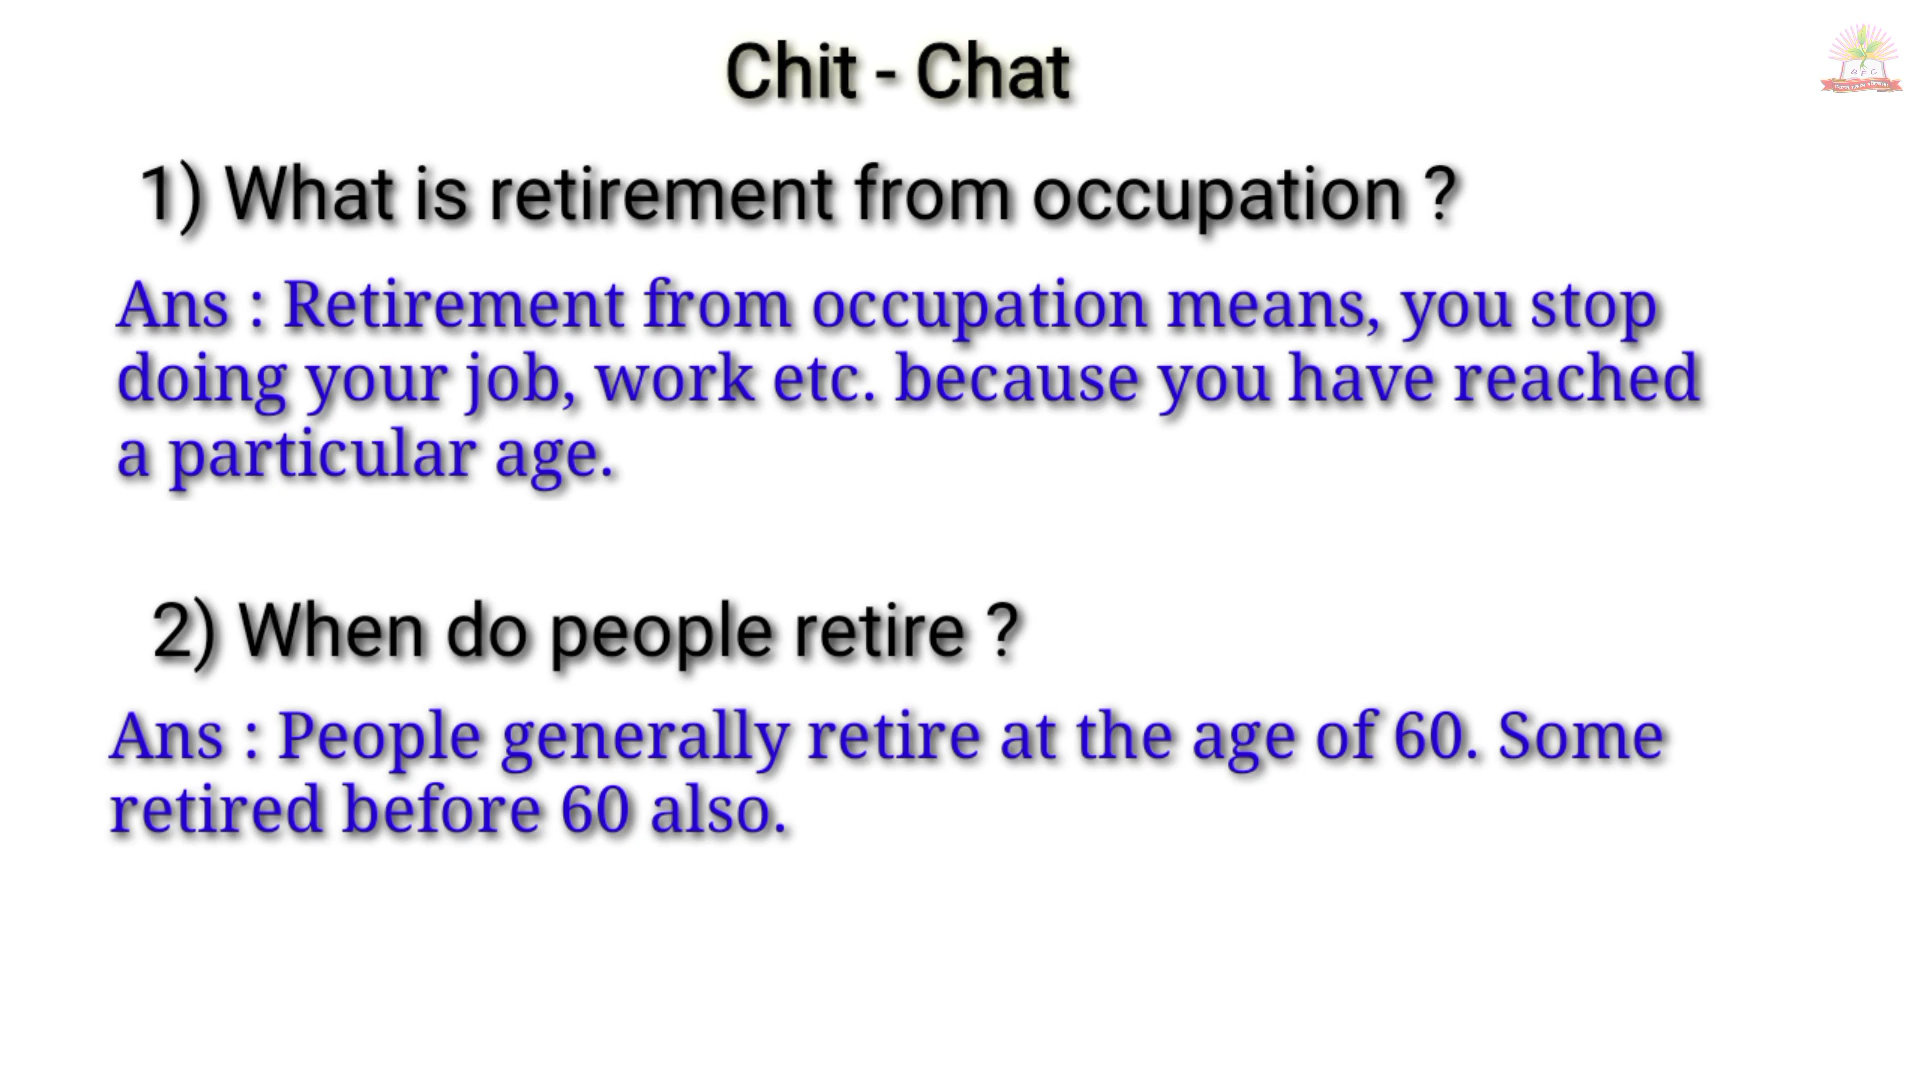 Chit - Chat
1) What is retirement from occupation ?
Ans : Retirement from occupation means, you stop
doing your job, work etc. because you have reached
a particular age.
2) When do people retire ?
Ans : People generally retire at the age of 60. Some
retired before 60 also.